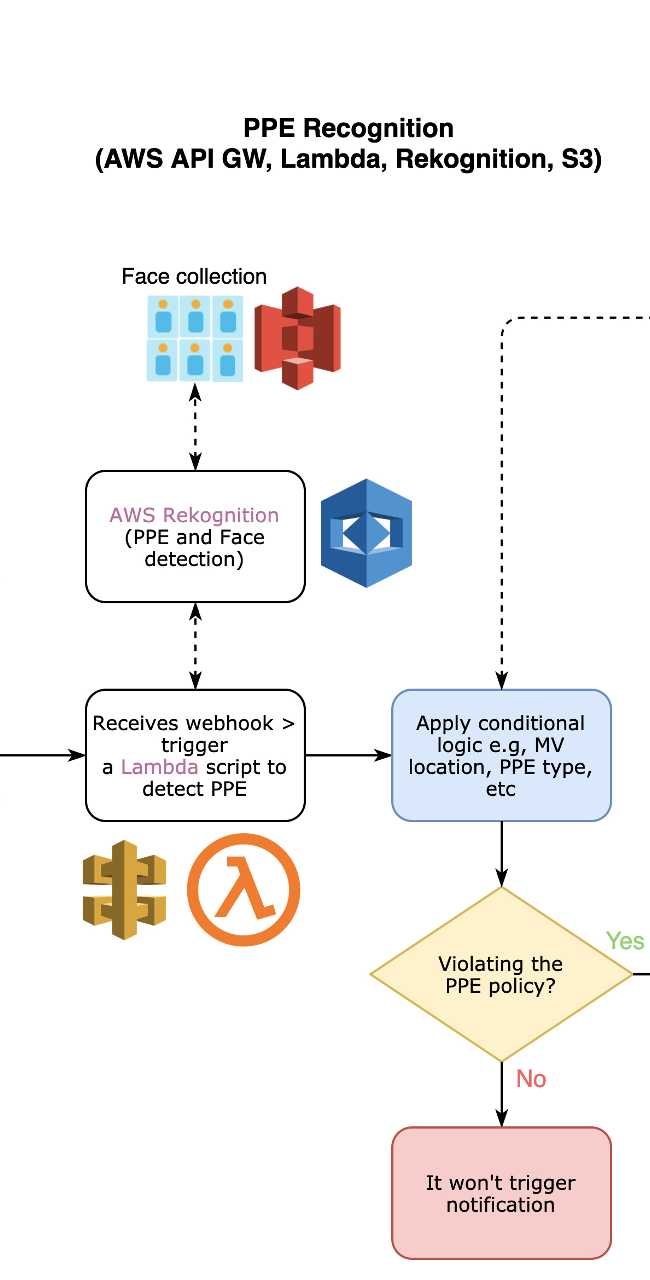 PPE Recognition
(AWS API GW, Lambda, Rekognition, S3)
Face collection
AWS Rekognition
(PPE and Face
detection)
Receives webhook >
trigger
a Lambda script to
detect PPE
Apply conditional
logic e.g, MV
location, PPE type,
etc
Violating the
PPE policy?
Yes
No
It won't trigger
notification